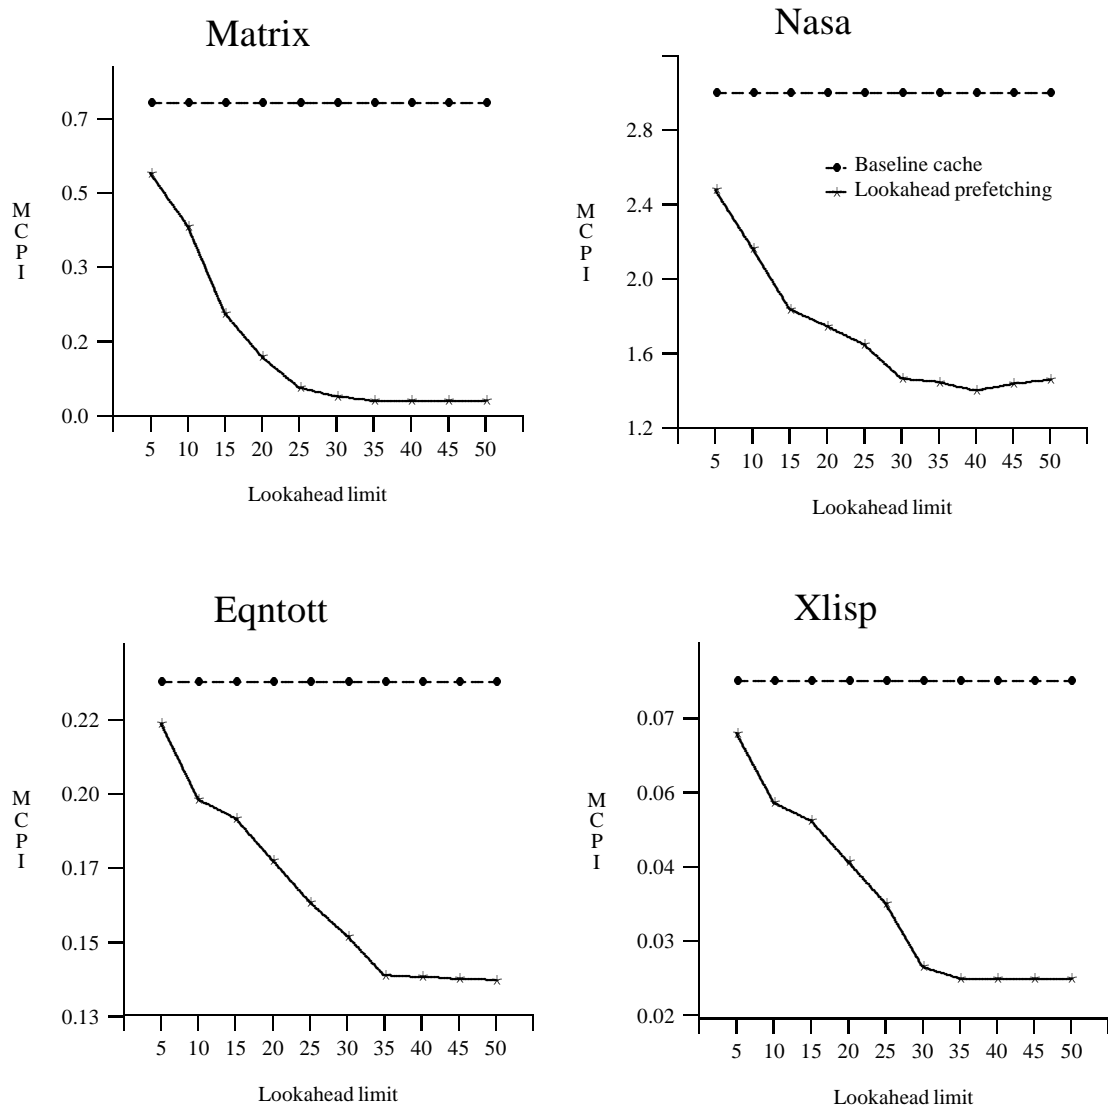 Matrix
0.7
0.5
0.3
0.2
0.0
M
C
P
I
5 10 15 20 25 30 35 40 45 50
Lookahead limit
Nasa
2.8
2.4
2.0
1.6
1.2
M
C
P
I
Baseline cache
Lookahead prefetching
5 10 15 20 25 30 35 40 45 50
Lookahead limit
Eqntott
0.22
0.20
0.17
0.15
0.13
M
C
P
I
5 10 15 20 25 30 35 40 45 50
Lookahead limit
Xlisp
0.07
0.06
0.04
0.03
0.02
M
C
P
I
5 10 15 20 25 30 35 40 45 50
Lookahead limit